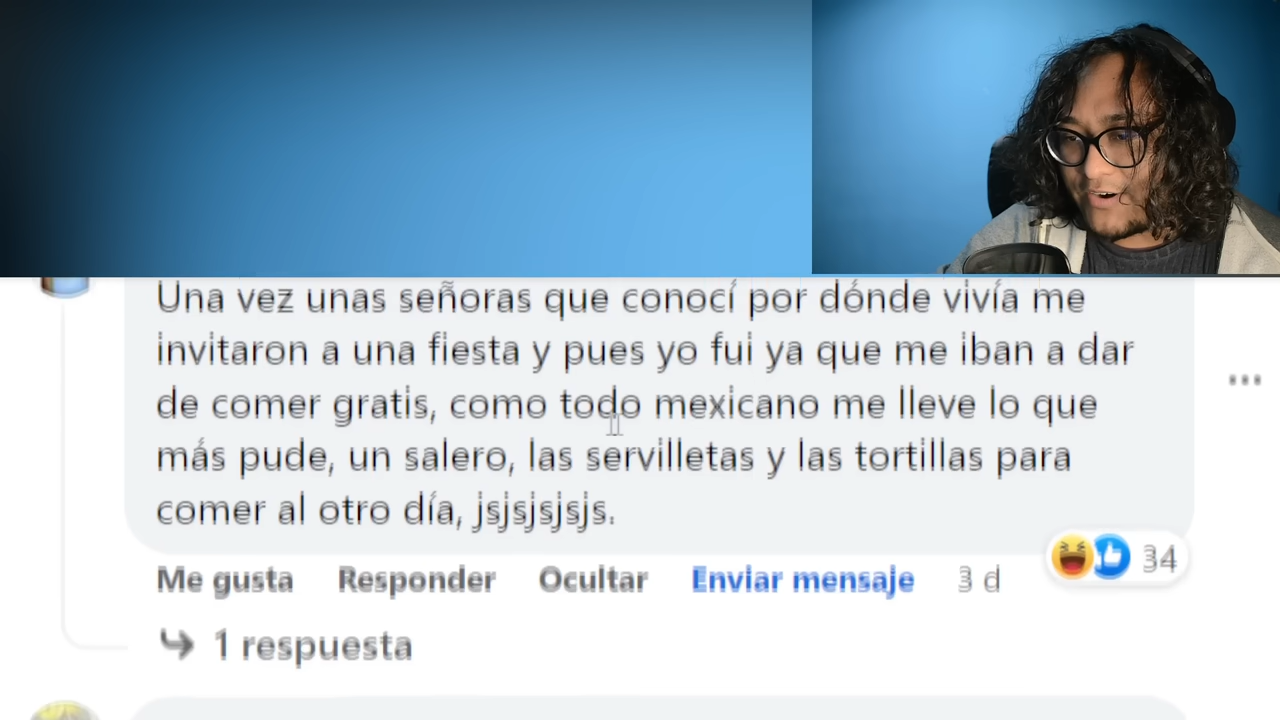 Una vez unas señoras que conocí por dónde vivía me
invitaron a una fiesta y pues yo fui ya que me iban a dar
de comer gratis, como todo mexicano me lleve lo que
más pude, un salero, las servilletas y las tortillas para
comer al otro día, jsjsjsjsjs.
Me gusta Responder Ocultar Enviar mensaje 3 d 34
1 respuesta